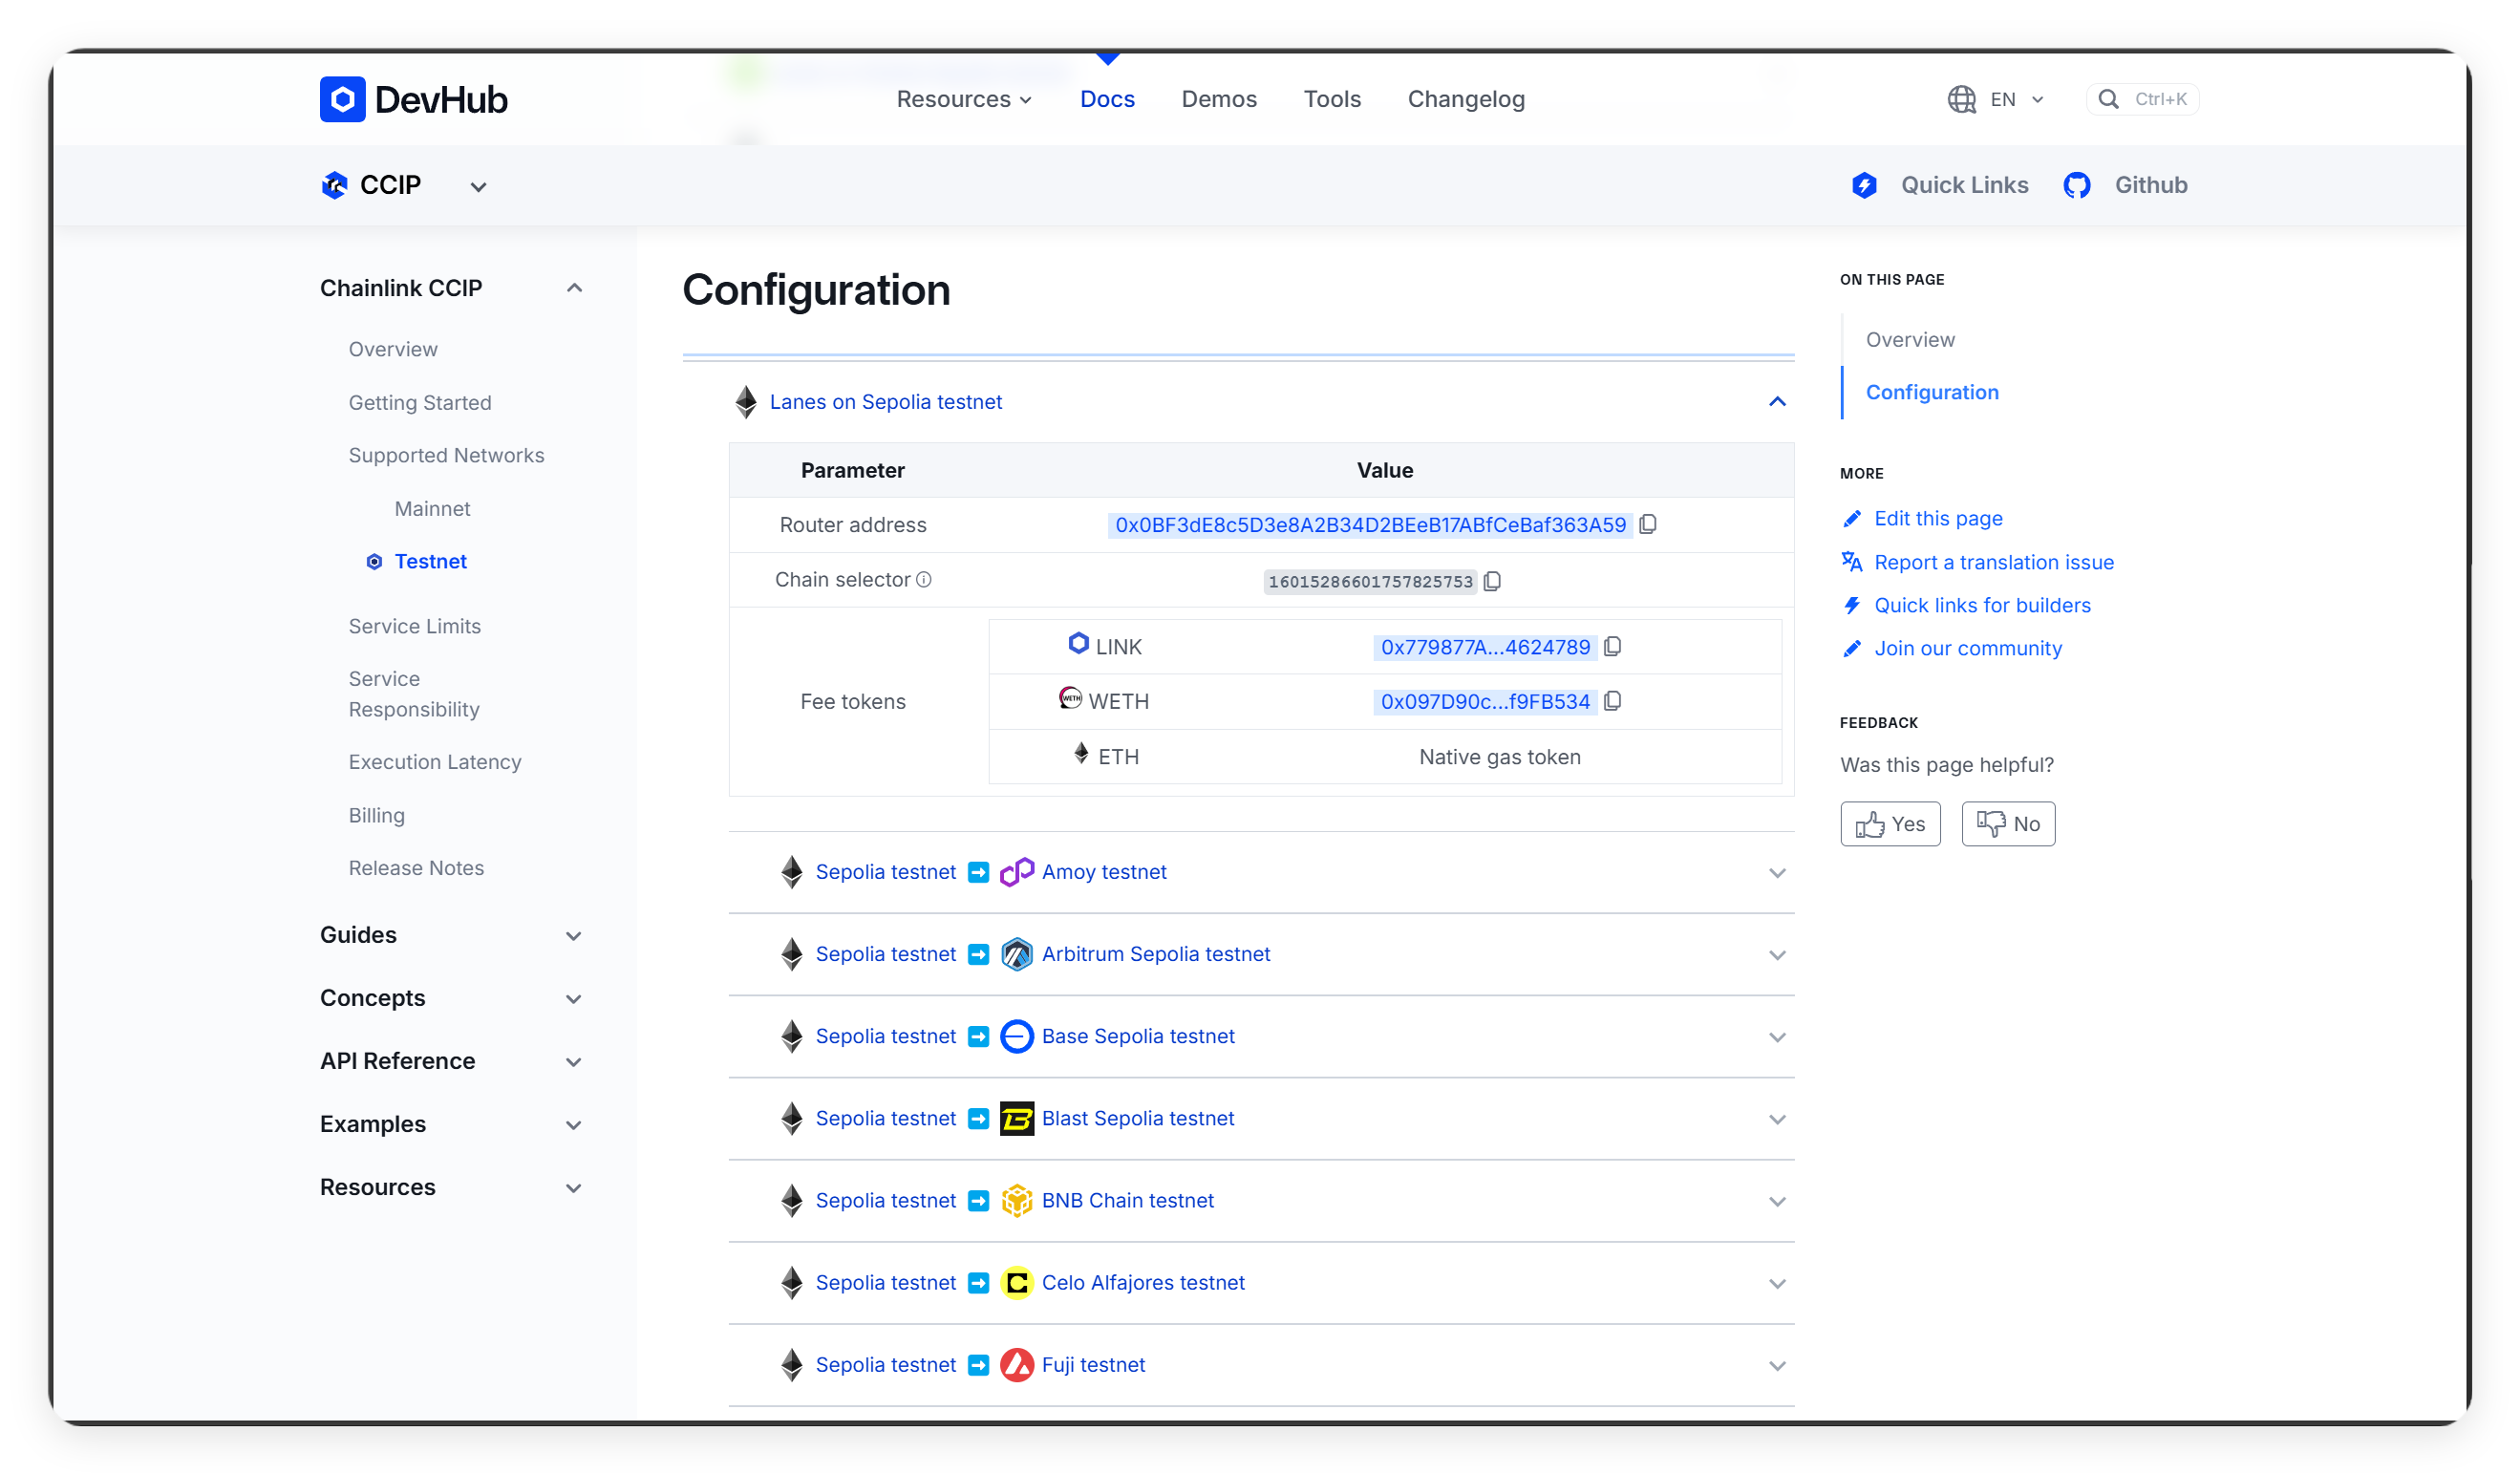 DevHub
Resources
Docs
Demos
Tools
Changelog
EN
Ctrl+K
CCIP
Quick Links
Github
Chainlink CCIP
Overview
Getting Started
Supported Networks
Mainnet
Testnet
Service Limits
Service
Responsibility
Execution Latency
Billing
Release Notes
Guides
Concepts
API Reference
Examples
Resources
Configuration
Lanes on Sepolia testnet
Parameter Value
Router address 0x0BF3dE8c5D3e8A2B34D2BEeB17ABfCeBaf363A59
Chain selector 16015286601757825753
Fee tokens
LINK 0x779877A...4624789
WETH WETH 0x097D90c...f9FB534
ETH Native gas token
Sepolia testnet Amoy testnet
Sepolia testnet Arbitrum Sepolia testnet
Sepolia testnet Base Sepolia testnet
Sepolia testnet Blast Sepolia testnet
Sepolia testnet BNB Chain testnet
Sepolia testnet Celo Alfajores testnet
Sepolia testnet Fuji testnet
ON THIS PAGE
Overview
Configuration
MORE
Edit this page
Report a translation issue
Quick links for builders
Join our community
FEEDBACK
Was this page helpful?
Yes
No